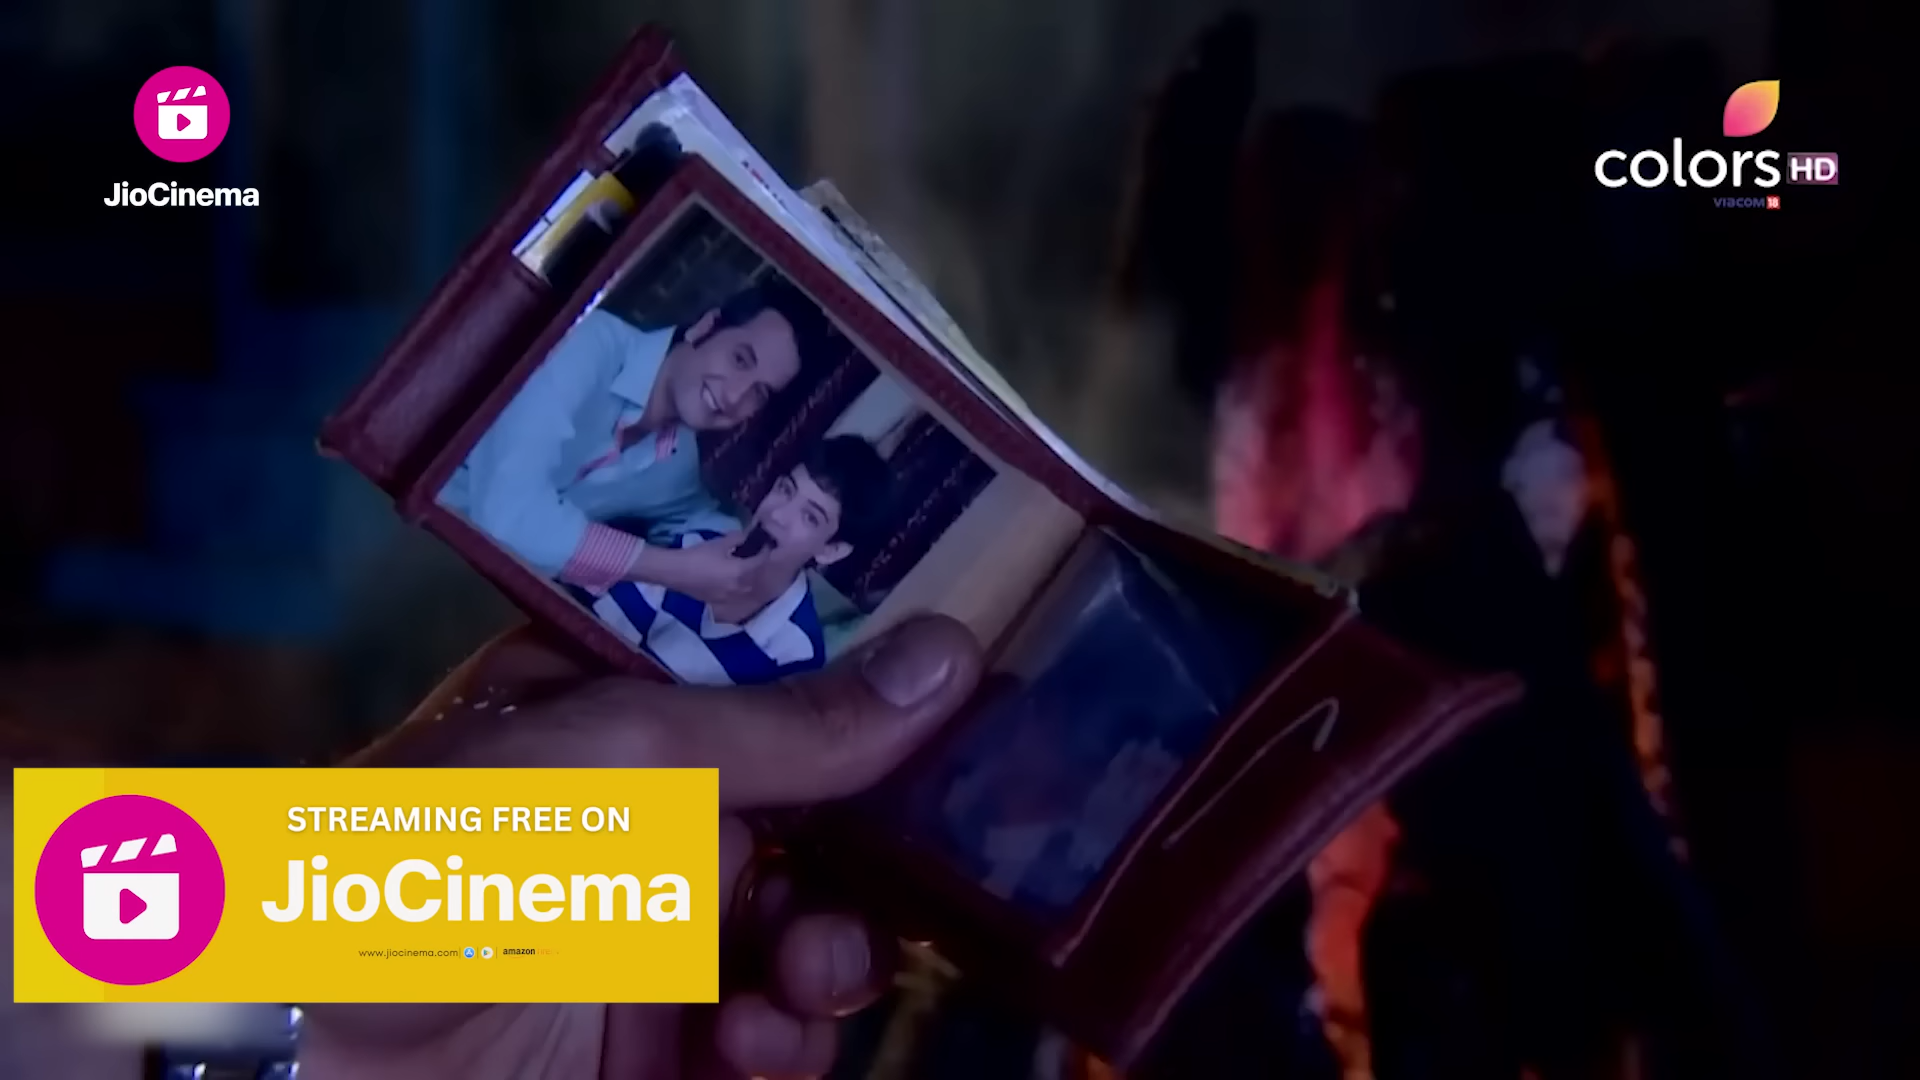 JioCinema
colors HD
VIACOM 18
STREAMING FREE ON
JioCinema
www.jiocinema.com
amazon